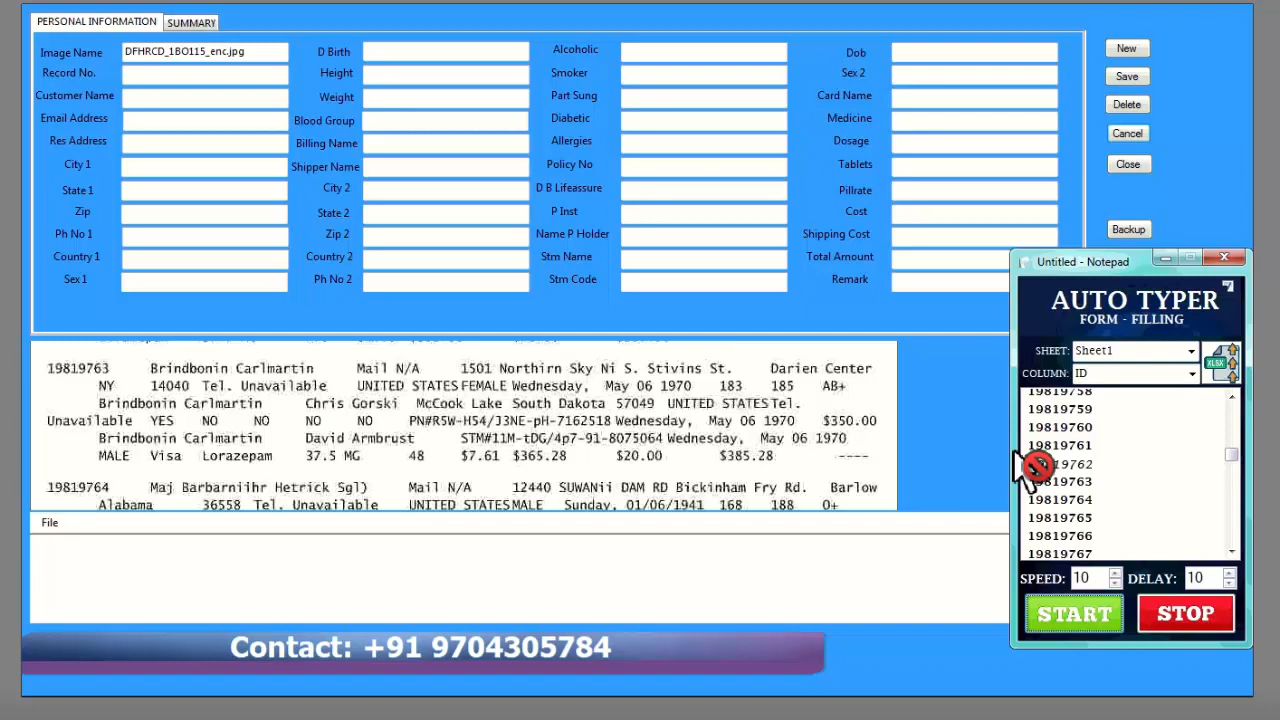 PERSONAL INFORMATION SUMMARY
Image Name DFHRCD_1BO115_enc.jpg D Birth Alcoholic Dob New
Record No. Height Smoker Sex 2 Save
Customer Name Weight Part Sung Card Name Delete
Email Address Blood Group Diabetic Medicine Cancel
Res Address Billing Name Allergies Dosage
City 1 Shipper Name Policy No Tablets Close
State 1 City 2 D B Lifeassure Pillrate
Zip State 2 P Inst Cost
Ph No 1 Zip 2 Name P Holder Shipping Cost Backup
Country 1 Country 2 Stm Name Total Amount
Sex 1 Ph No 2 Stm Code Remark
19819763 Brindbonin Carlmartin Mail N/A 1501 Northirn Sky Ni S. Stivins St. Darien Center
NY 14040 Tel. Unavailable UNITED STATES FEMALE Wednesday, May 06 1970 183 185 AB+
Brindbonin Carlmartin Chris Gorski McCook Lake South Dakota 57049 UNITED STATES Tel.
Unavailable YES NO NO NO NO PN#R5W-H54/J3NE-pH-7162518 Wednesday, May 06 1970 $350.00
Brindbonin Carlmartin David Armbrust STM#11M-tDG/4p7-91-8075064 Wednesday, May 06 1970
MALE Visa Lorazepam 37.5 MG 48 $7.61 $365.28 $20.00 $385.28 ----
19819764 Maj Barbarniihr Hetrick Sgl) Mail N/A 12440 SUWANii DAM RD Bickinham Fry Rd. Barlow
Alabama 36558 Tel. Unavailable UNITED STATES MALE Sunday, 01/06/1941 168 188 O+
File
Untitled - Notepad
AUTO TYPER
FORM - FILLING
SHEET: Sheet1
XLSX
COLUMN: ID
19819758
19819759
19819760
19819761
19762
19819763
19819764
19819765
19819766
19819767
SPEED: 10 DELAY: 10
START STOP
Contact: +91 9704305784